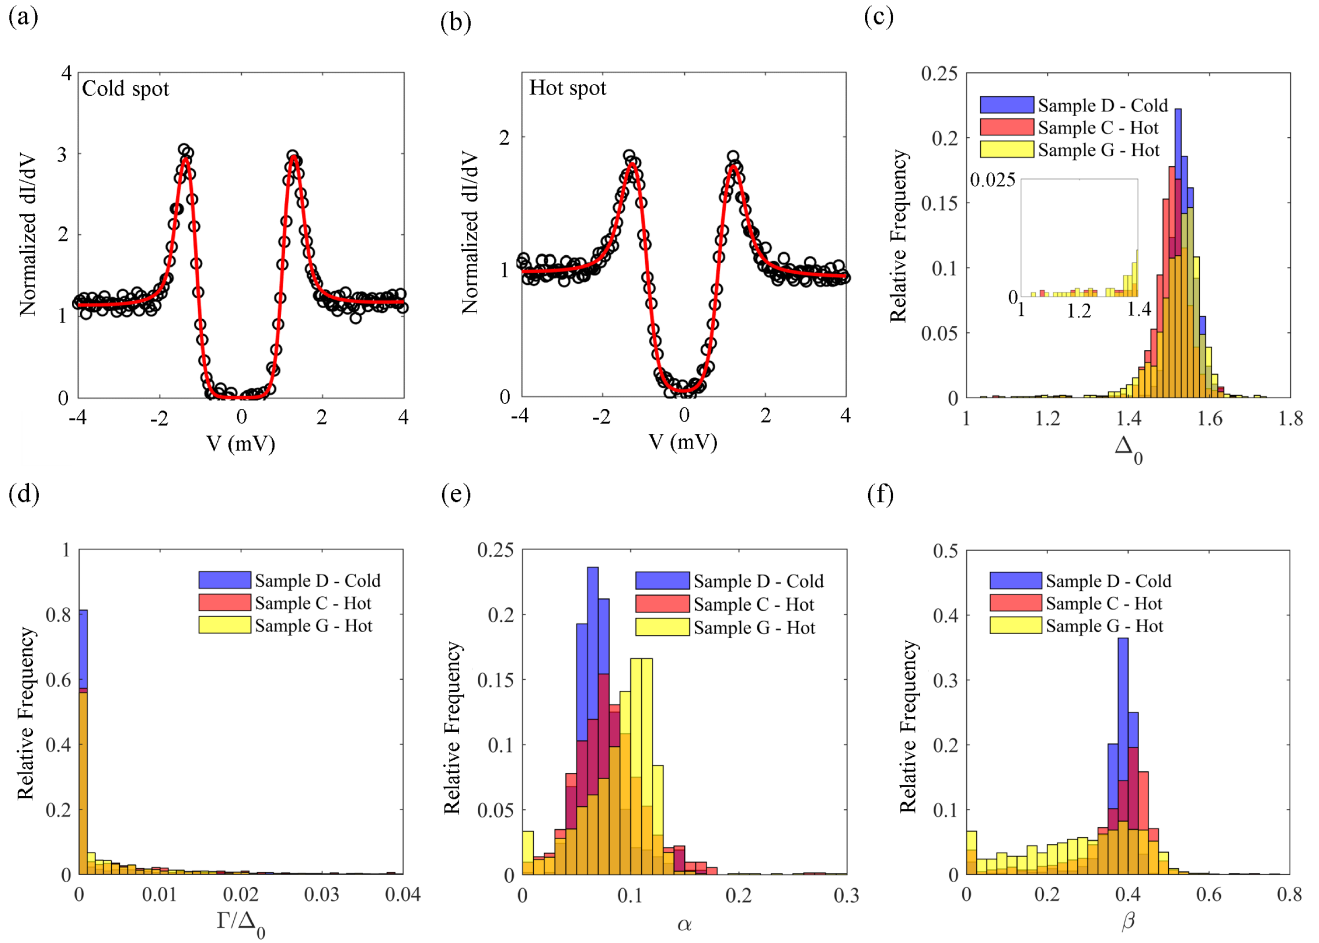 (a)
Cold spot
4
3
2
1
0
-4
-2
0
2
4
Normalized dI/dV
V (mV)
(b)
Hot spot
2
1
0
-4
-2
0
2
4
Normalized dI/dV
V (mV)
(c)
0.25
0.2
0.15
0.1
0.05
0
1
1.2
1.4
1.6
1.8
Relative Frequency
Δ₀
Sample D - Cold
Sample C - Hot
Sample G - Hot
0.025
0
1
1.2
1.4
(d)
1
0.8
0.6
0.4
0.2
0
0
0.01
0.02
0.03
0.04
Relative Frequency
Γ/Δ₀
Sample D - Cold
Sample C - Hot
Sample G - Hot
(e)
0.25
0.2
0.15
0.1
0.05
0
0
0.1
0.2
0.3
Relative Frequency
α
Sample D - Cold
Sample C - Hot
Sample G - Hot
(f)
0.5
0.4
0.3
0.2
0.1
0
0
0.2
0.4
0.6
0.8
Relative Frequency
β
Sample D - Cold
Sample C - Hot
Sample G - Hot